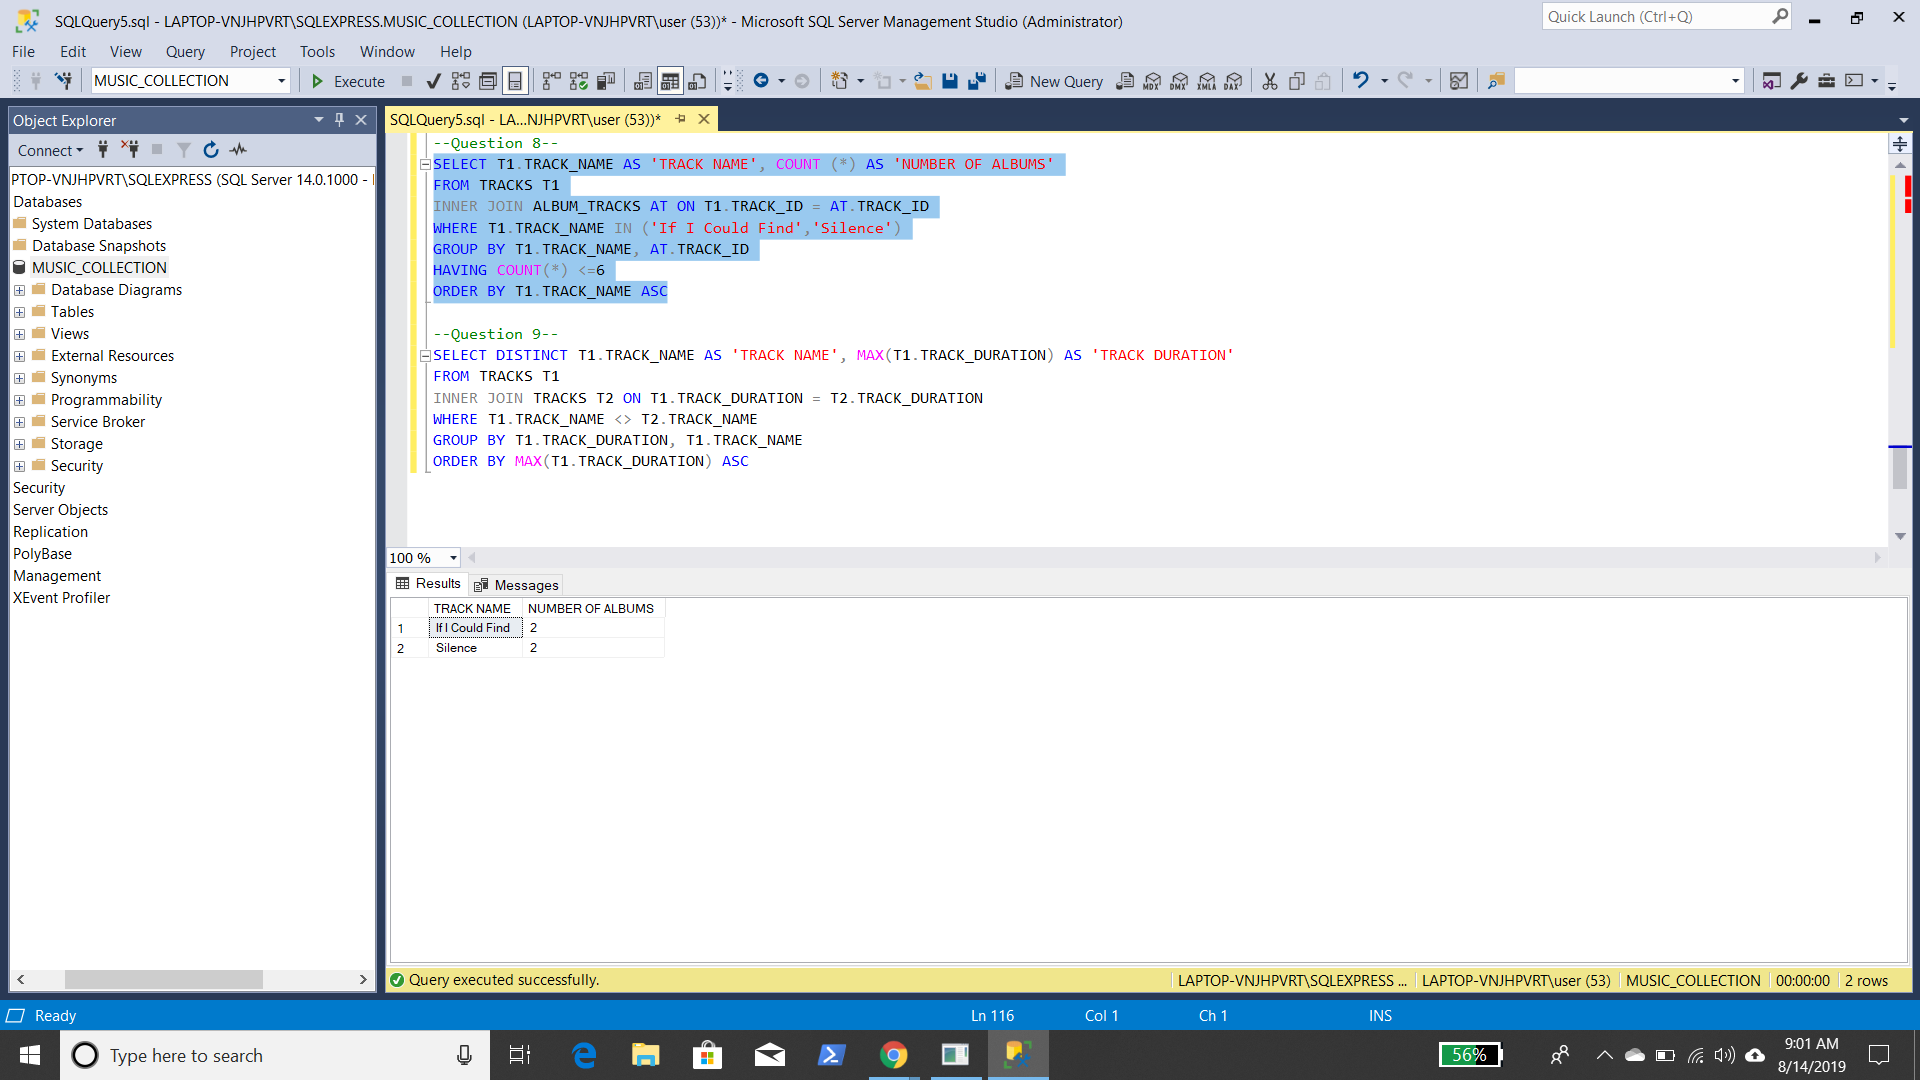 SQLQuery5.sql - LAPTOP-VNJHPVRT\SQLEXPRESS.MUSIC_COLLECTION (LAPTOP-VNJHPVRT\user (53))* - Microsoft SQL Server Management Studio (Administrator)
Quick Launch (Ctrl+Q)
File Edit View Query Project Tools Window Help
MUSIC_COLLECTION Execute New Query MDX DMX XMLA DAX
Object Explorer
Connect
PTOP-VNJHPVRT\SQLEXPRESS (SQL Server 14.0.1000 -
Databases
System Databases
Database Snapshots
MUSIC_COLLECTION
Database Diagrams
Tables
Views
External Resources
Synonyms
Programmability
Service Broker
Storage
Security
Security
Server Objects
Replication
PolyBase
Management
XEvent Profiler
SQLQuery5.sql - LA...NJHPVRT\user (53))*
--Question 8--
SELECT T1.TRACK_NAME AS 'TRACK NAME', COUNT (*) AS 'NUMBER OF ALBUMS'
FROM TRACKS T1
INNER JOIN ALBUM_TRACKS AT ON T1.TRACK_ID = AT.TRACK_ID
WHERE T1.TRACK_NAME IN ('If I Could Find','Silence')
GROUP BY T1.TRACK_NAME, AT.TRACK_ID
HAVING COUNT(*) <=6
ORDER BY T1.TRACK_NAME ASC
--Question 9--
SELECT DISTINCT T1.TRACK_NAME AS 'TRACK NAME', MAX(T1.TRACK_DURATION) AS 'TRACK DURATION'
FROM TRACKS T1
INNER JOIN TRACKS T2 ON T1.TRACK_DURATION = T2.TRACK_DURATION
WHERE T1.TRACK_NAME <> T2.TRACK_NAME
GROUP BY T1.TRACK_DURATION, T1.TRACK_NAME
ORDER BY MAX(T1.TRACK_DURATION) ASC
100 %
Results Messages
TRACK NAME NUMBER OF ALBUMS
1 If I Could Find 2
2 Silence 2
Query executed successfully.
LAPTOP-VNJHPVRT\SQLEXPRESS ... LAPTOP-VNJHPVRT\user (53) MUSIC_COLLECTION 00:00:00 2 rows
Ready Ln 116 Col 1 Ch 1 INS
Type here to search
56%
9:01 AM
8/14/2019